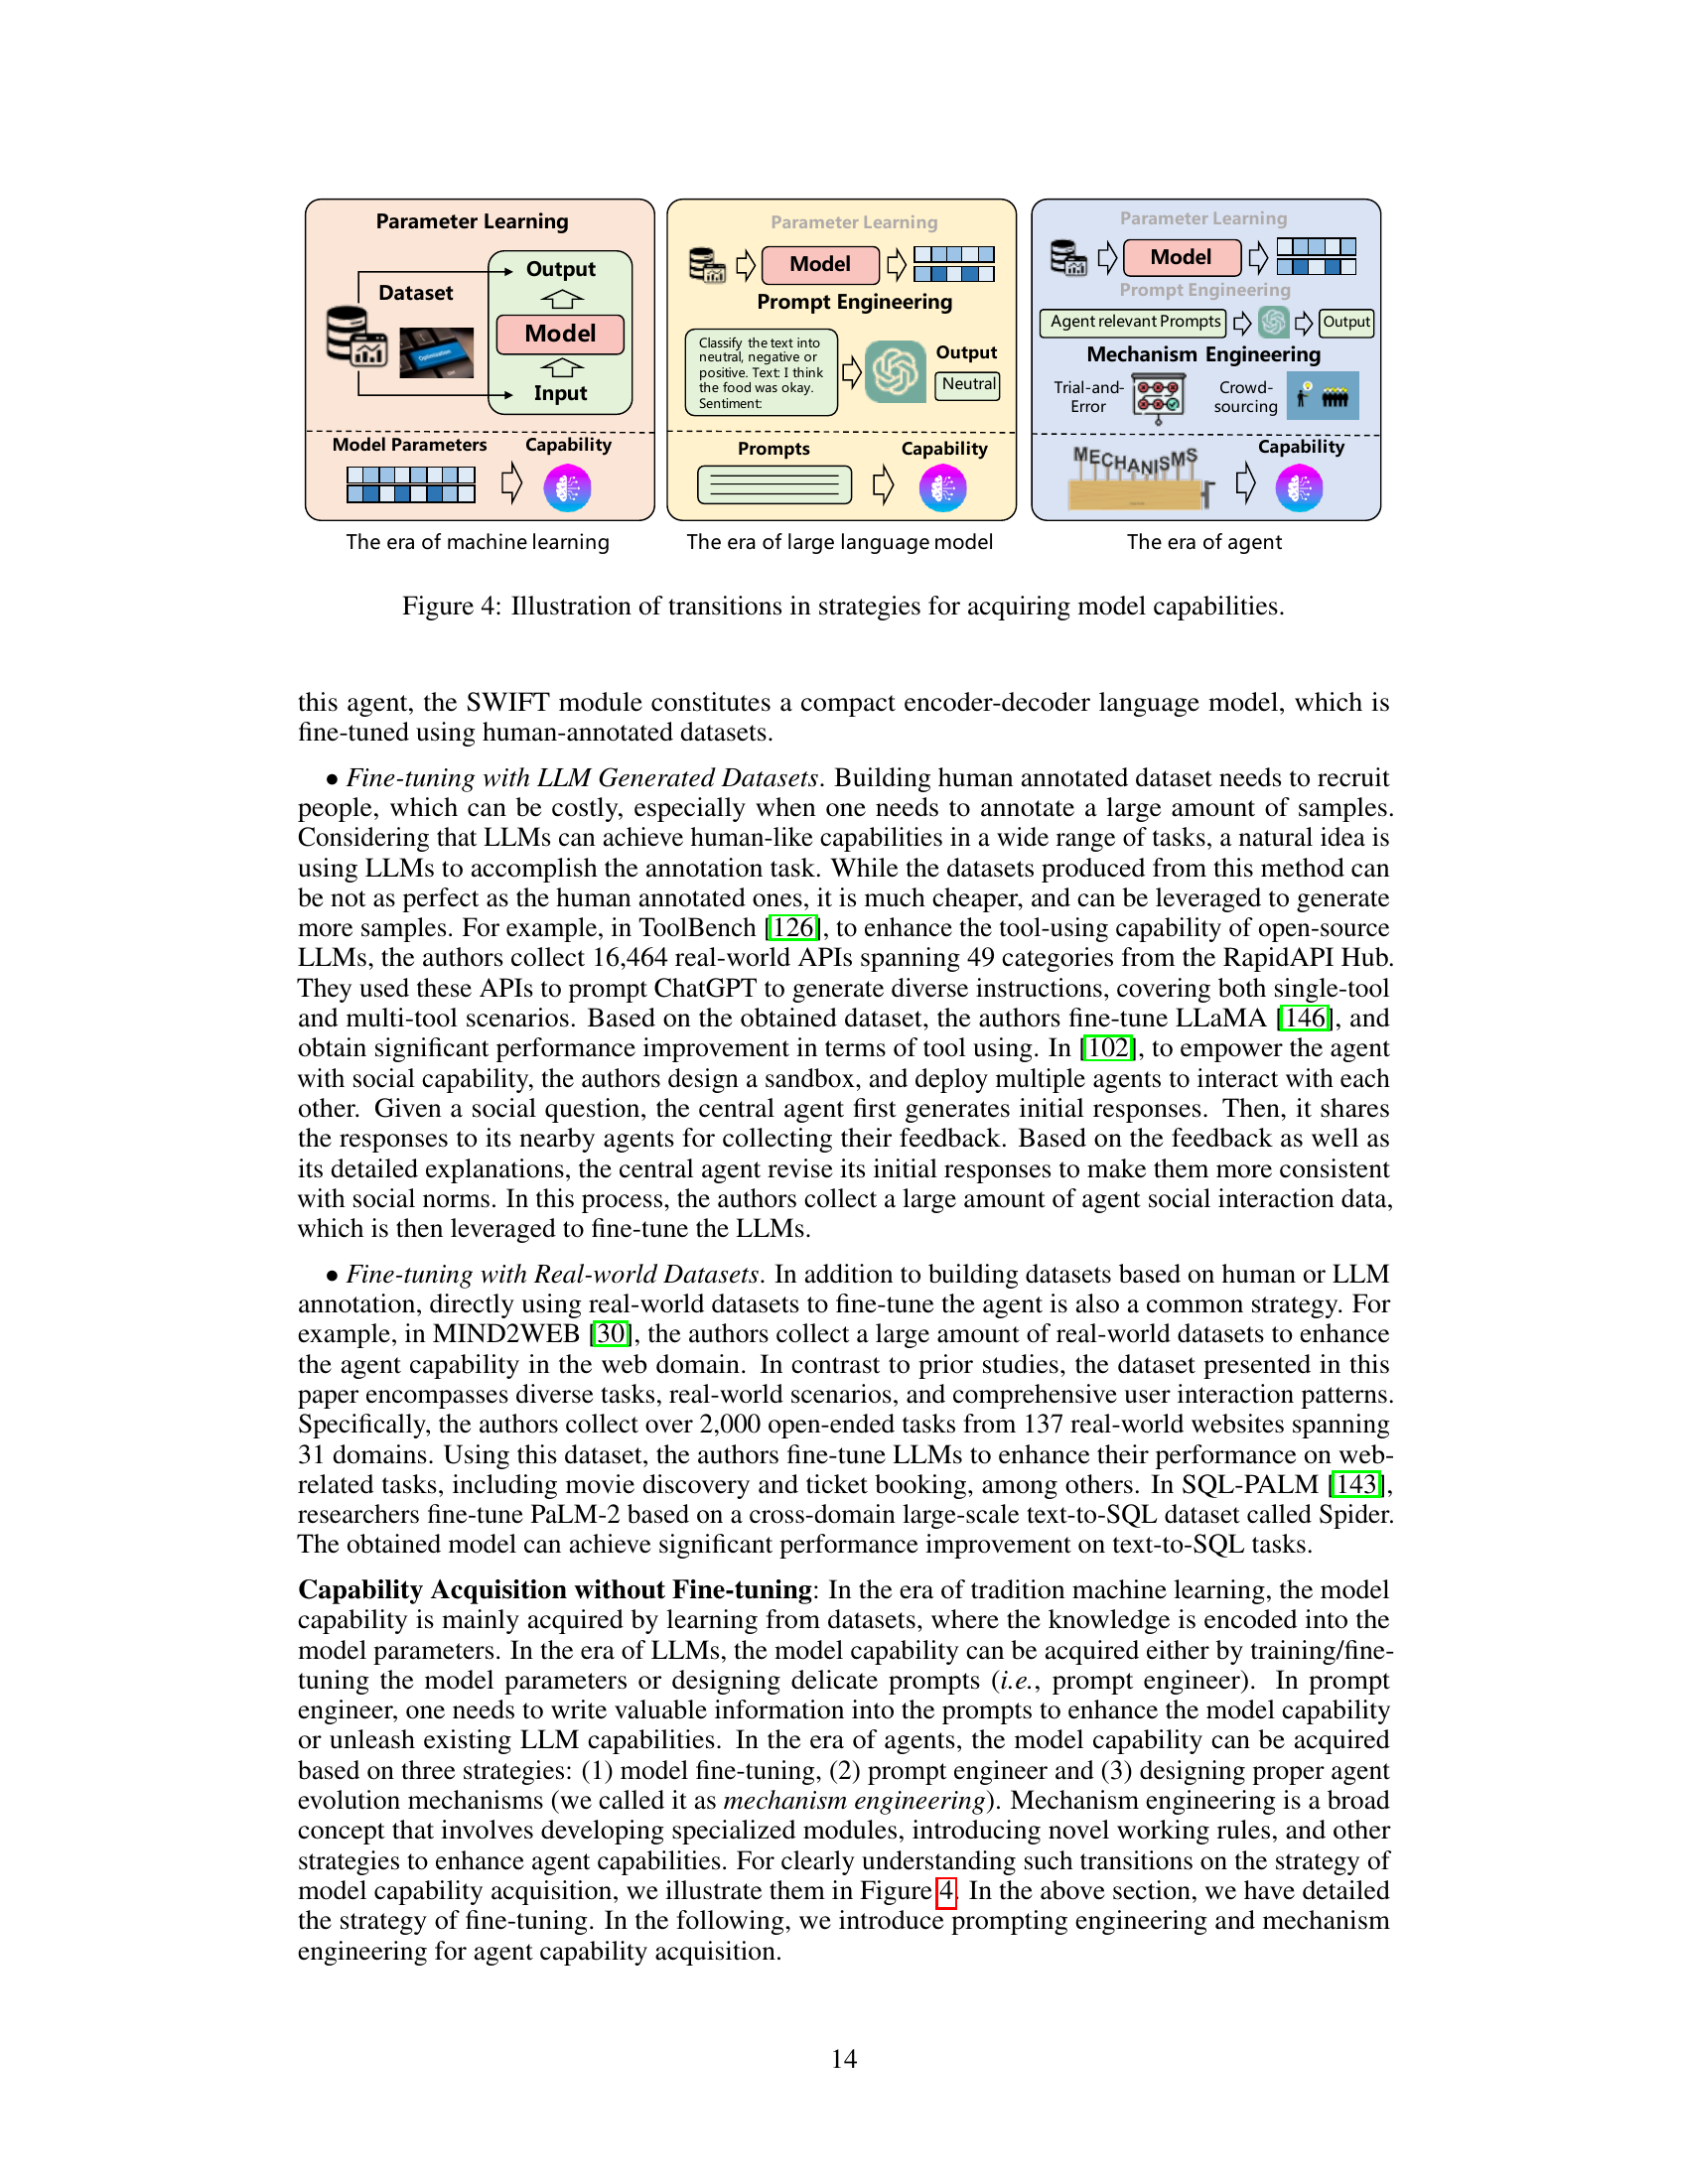 Parameter Learning
Output
Dataset
Model
Optimization
Input
Model Parameters
Capability
The era of machine learning
Parameter Learning
Model
Prompt Engineering
Classify the text into
neutral, negative or
positive. Text: I think
the food was okay.
Sentiment:
Output
Neutral
Prompts
Capability
The era of large language model
Parameter Learning
Model
Prompt Engineering
Agent relevant Prompts
Output
Mechanism Engineering
Trial-and-
Error
Crowd-
sourcing
MECHANISMS
Capability
The era of agent
Figure 4: Illustration of transitions in strategies for acquiring model capabilities.
this agent, the SWIFT module constitutes a compact encoder-decoder language model, which is
fine-tuned using human-annotated datasets.
• Fine-tuning with LLM Generated Datasets. Building human annotated dataset needs to recruit
people, which can be costly, especially when one needs to annotate a large amount of samples.
Considering that LLMs can achieve human-like capabilities in a wide range of tasks, a natural idea is
using LLMs to accomplish the annotation task. While the datasets produced from this method can
be not as perfect as the human annotated ones, it is much cheaper, and can be leveraged to generate
more samples. For example, in ToolBench [126], to enhance the tool-using capability of open-source
LLMs, the authors collect 16,464 real-world APIs spanning 49 categories from the RapidAPI Hub.
They used these APIs to prompt ChatGPT to generate diverse instructions, covering both single-tool
and multi-tool scenarios. Based on the obtained dataset, the authors fine-tune LLaMA [146], and
obtain significant performance improvement in terms of tool using. In [102], to empower the agent
with social capability, the authors design a sandbox, and deploy multiple agents to interact with each
other. Given a social question, the central agent first generates initial responses. Then, it shares
the responses to its nearby agents for collecting their feedback. Based on the feedback as well as
its detailed explanations, the central agent revise its initial responses to make them more consistent
with social norms. In this process, the authors collect a large amount of agent social interaction data,
which is then leveraged to fine-tune the LLMs.
• Fine-tuning with Real-world Datasets. In addition to building datasets based on human or LLM
annotation, directly using real-world datasets to fine-tune the agent is also a common strategy. For
example, in MIND2WEB [30], the authors collect a large amount of real-world datasets to enhance
the agent capability in the web domain. In contrast to prior studies, the dataset presented in this
paper encompasses diverse tasks, real-world scenarios, and comprehensive user interaction patterns.
Specifically, the authors collect over 2,000 open-ended tasks from 137 real-world websites spanning
31 domains. Using this dataset, the authors fine-tune LLMs to enhance their performance on web-
related tasks, including movie discovery and ticket booking, among others. In SQL-PALM [143],
researchers fine-tune PaLM-2 based on a cross-domain large-scale text-to-SQL dataset called Spider.
The obtained model can achieve significant performance improvement on text-to-SQL tasks.
Capability Acquisition without Fine-tuning: In the era of tradition machine learning, the model
capability is mainly acquired by learning from datasets, where the knowledge is encoded into the
model parameters. In the era of LLMs, the model capability can be acquired either by training/fine-
tuning the model parameters or designing delicate prompts (i.e., prompt engineer). In prompt
engineer, one needs to write valuable information into the prompts to enhance the model capability
or unleash existing LLM capabilities. In the era of agents, the model capability can be acquired
based on three strategies: (1) model fine-tuning, (2) prompt engineer and (3) designing proper agent
evolution mechanisms (we called it as mechanism engineering). Mechanism engineering is a broad
concept that involves developing specialized modules, introducing novel working rules, and other
strategies to enhance agent capabilities. For clearly understanding such transitions on the strategy of
model capability acquisition, we illustrate them in Figure 4. In the above section, we have detailed
the strategy of fine-tuning. In the following, we introduce prompting engineering and mechanism
engineering for agent capability acquisition.
14